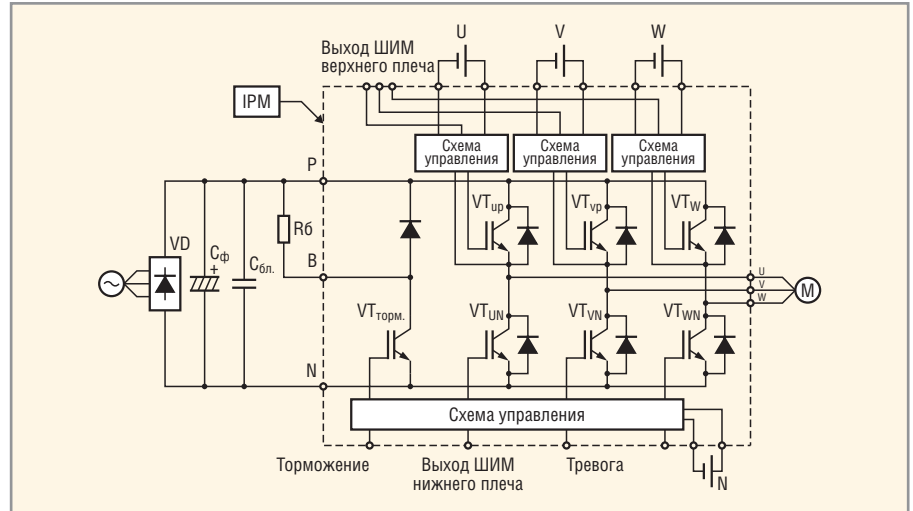 U V W
Выход ШИМ
верхнего плеча
IPM
Схема
управления
Схема
управления
Схема
управления
P
VTup VTvp VTW
Rб
VD
Cф
+
Cбл.
B
U
V
W
M
VTторм.
VTUN VTVN VTWN
N
Схема управления
Торможение
Выход ШИМ
нижнего плеча
Тревога
N